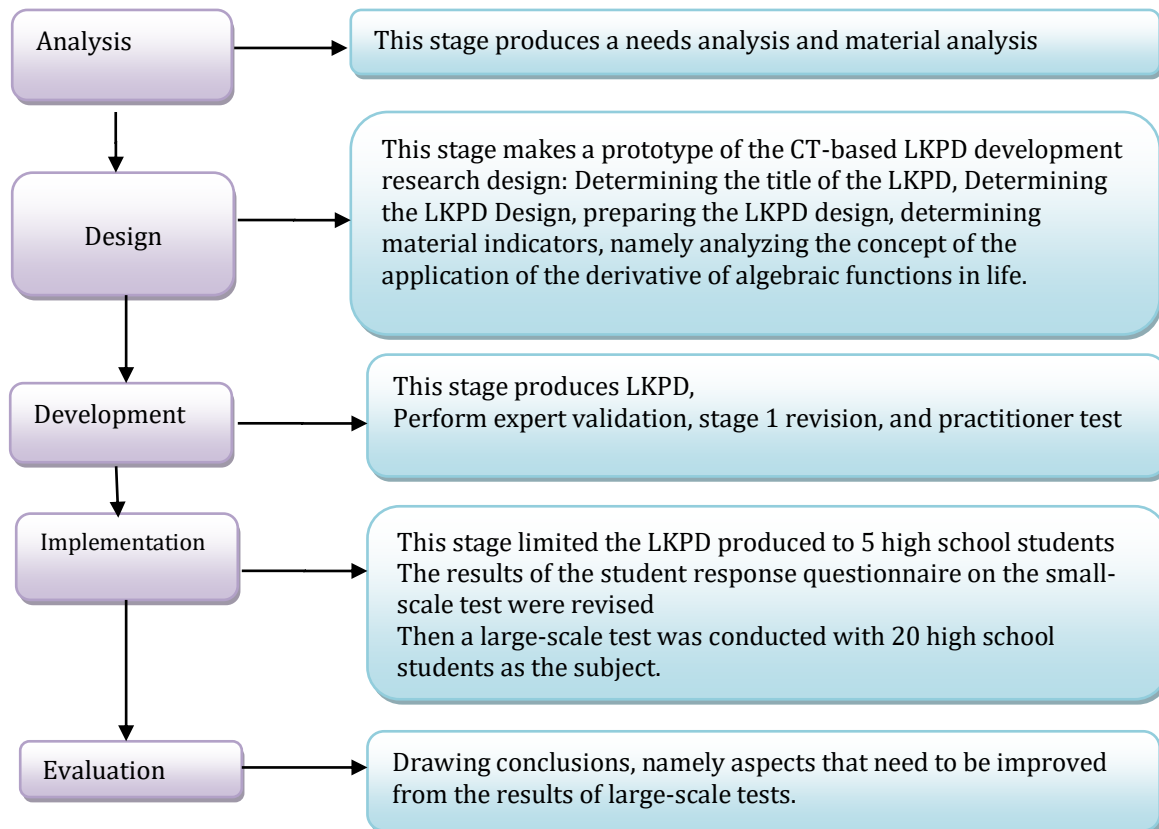 Analysis
This stage produces a needs analysis and material analysis
Design
This stage makes a prototype of the CT-based LKPD development
research design: Determining the title of the LKPD, Determining
the LKPD Design, preparing the LKPD design, determining
material indicators, namely analyzing the concept of the
application of the derivative of algebraic functions in life.
Development
This stage produces LKPD,
Perform expert validation, stage 1 revision, and practitioner test
Implementation
This stage limited the LKPD produced to 5 high school students
The results of the student response questionnaire on the small-
scale test were revised
Then a large-scale test was conducted with 20 high school
students as the subject.
Evaluation
Drawing conclusions, namely aspects that need to be improved
from the results of large-scale tests.